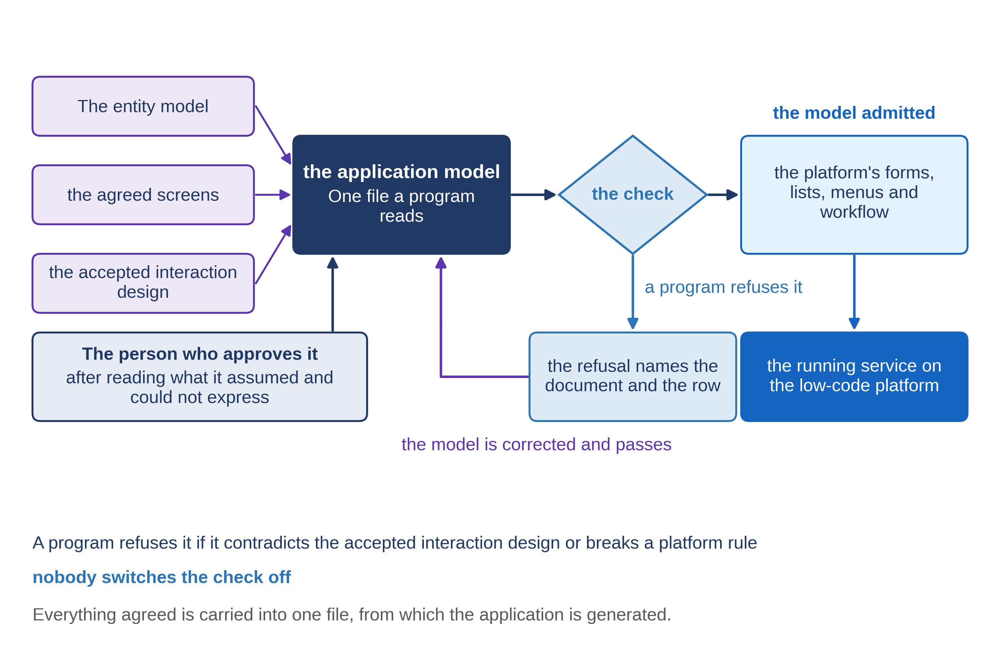 The entity model
the agreed screens
the accepted interaction
design
the application model
One file a program
reads
the check
the model admitted
the platform's forms,
lists, menus and
workflow
a program refuses it
The person who approves it
after reading what it assumed and
could not express
the refusal names the
document and the row
the running service on
the low-code platform
the model is corrected and passes
A program refuses it if it contradicts the accepted interaction design or breaks a platform rule
nobody switches the check off
Everything agreed is carried into one file, from which the application is generated.